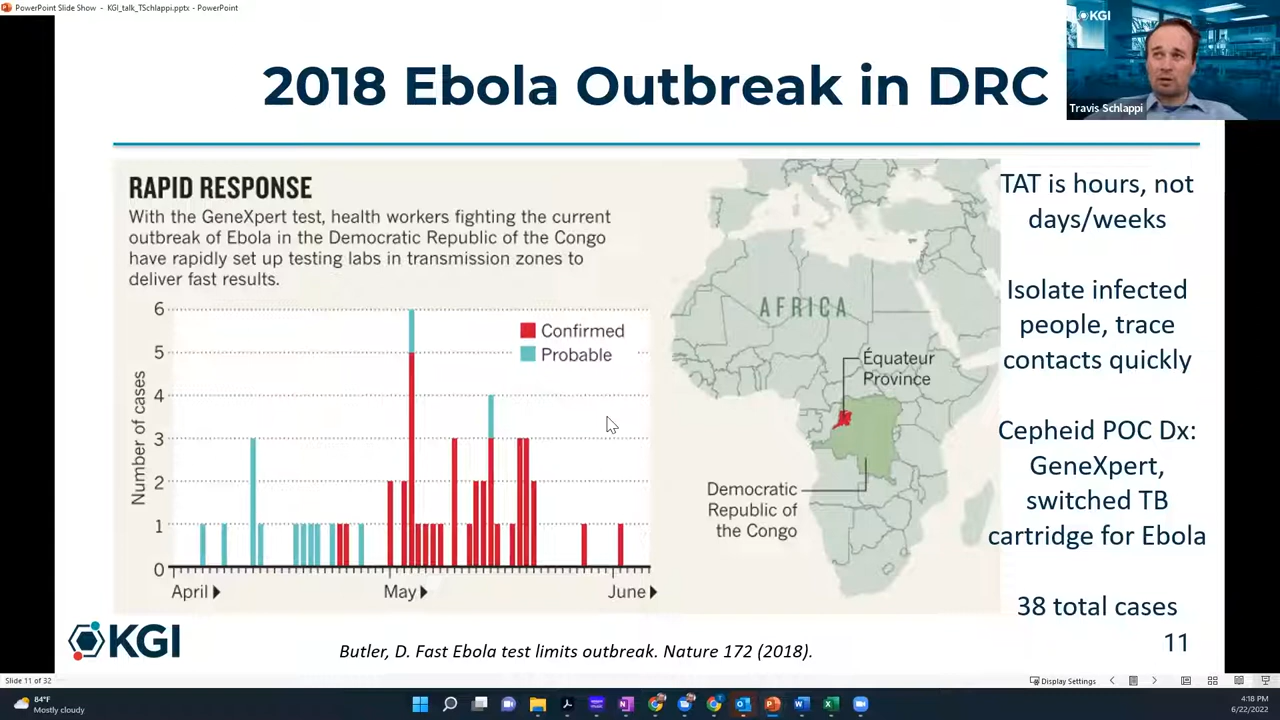 PowerPoint Slide Show - KGI_talk_TSchlappi.pptx - PowerPoint
KGI
Travis Schlappi
2018 Ebola Outbreak in DRC
RAPID RESPONSE
With the GeneXpert test, health workers fighting the current
outbreak of Ebola in the Democratic Republic of the Congo
have rapidly set up testing labs in transmission zones to
deliver fast results.
Number of cases
6
5
4
3
2
1
0
Confirmed
Probable
April
May
June
AFRICA
Équateur
Province
Democratic
Republic of
the Congo
TAT is hours, not
days/weeks
Isolate infected
people, trace
contacts quickly
Cepheid POC Dx:
GeneXpert,
switched TB
cartridge for Ebola
38 total cases
11
KGI
Butler, D. Fast Ebola test limits outbreak. Nature 172 (2018).
Slide 11 of 32
Display Settings
84°F
Mostly cloudy
4:18 PM
6/22/2022